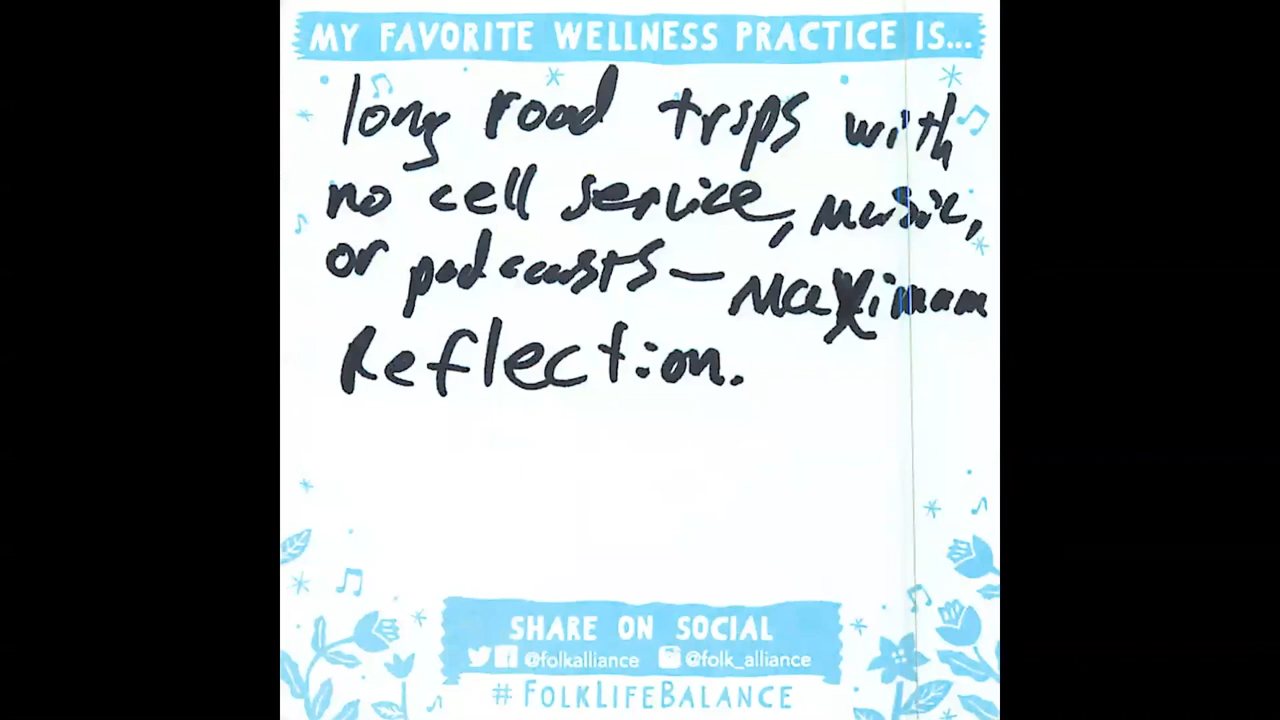 MY FAVORITE WELLNESS PRACTICE IS...
long road trips with
no cell service, music,
or podcasts — Maximum
Reflection.
SHARE ON SOCIAL
@folkalliance @folk_alliance
#FOLKLIFEBALANCE